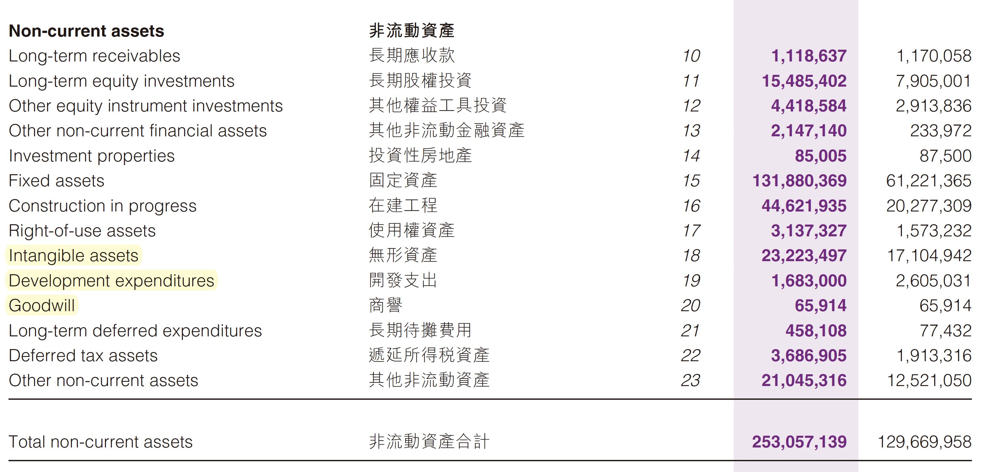 Non-current assets 非流動資產
Long-term receivables 長期應收款 10 1,118,637 1,170,058
Long-term equity investments 長期股權投資 11 15,485,402 7,905,001
Other equity instrument investments 其他權益工具投資 12 4,418,584 2,913,836
Other non-current financial assets 其他非流動金融資產 13 2,147,140 233,972
Investment properties 投資性房地產 14 85,005 87,500
Fixed assets 固定資產 15 131,880,369 61,221,365
Construction in progress 在建工程 16 44,621,935 20,277,309
Right-of-use assets 使用權資產 17 3,137,327 1,573,232
Intangible assets 無形資產 18 23,223,497 17,104,942
Development expenditures 開發支出 19 1,683,000 2,605,031
Goodwill 商譽 20 65,914 65,914
Long-term deferred expenditures 長期待攤費用 21 458,108 77,432
Deferred tax assets 遞延所得税資產 22 3,686,905 1,913,316
Other non-current assets 其他非流動資產 23 21,045,316 12,521,050
Total non-current assets 非流動資產合計 253,057,139 129,669,958